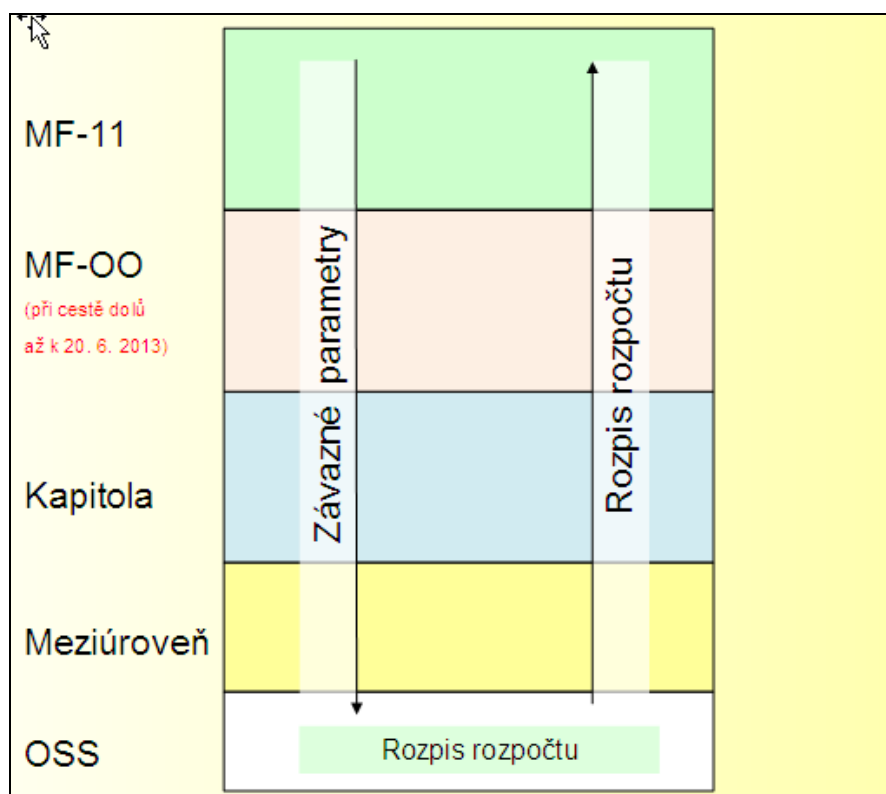 MF-11
MF-OO
(při cestě dolů
až k 20. 6. 2013)
Kapitola
Meziúroveň
OSS
Závazné parametry
Rozpis rozpočtu
Rozpis rozpočtu